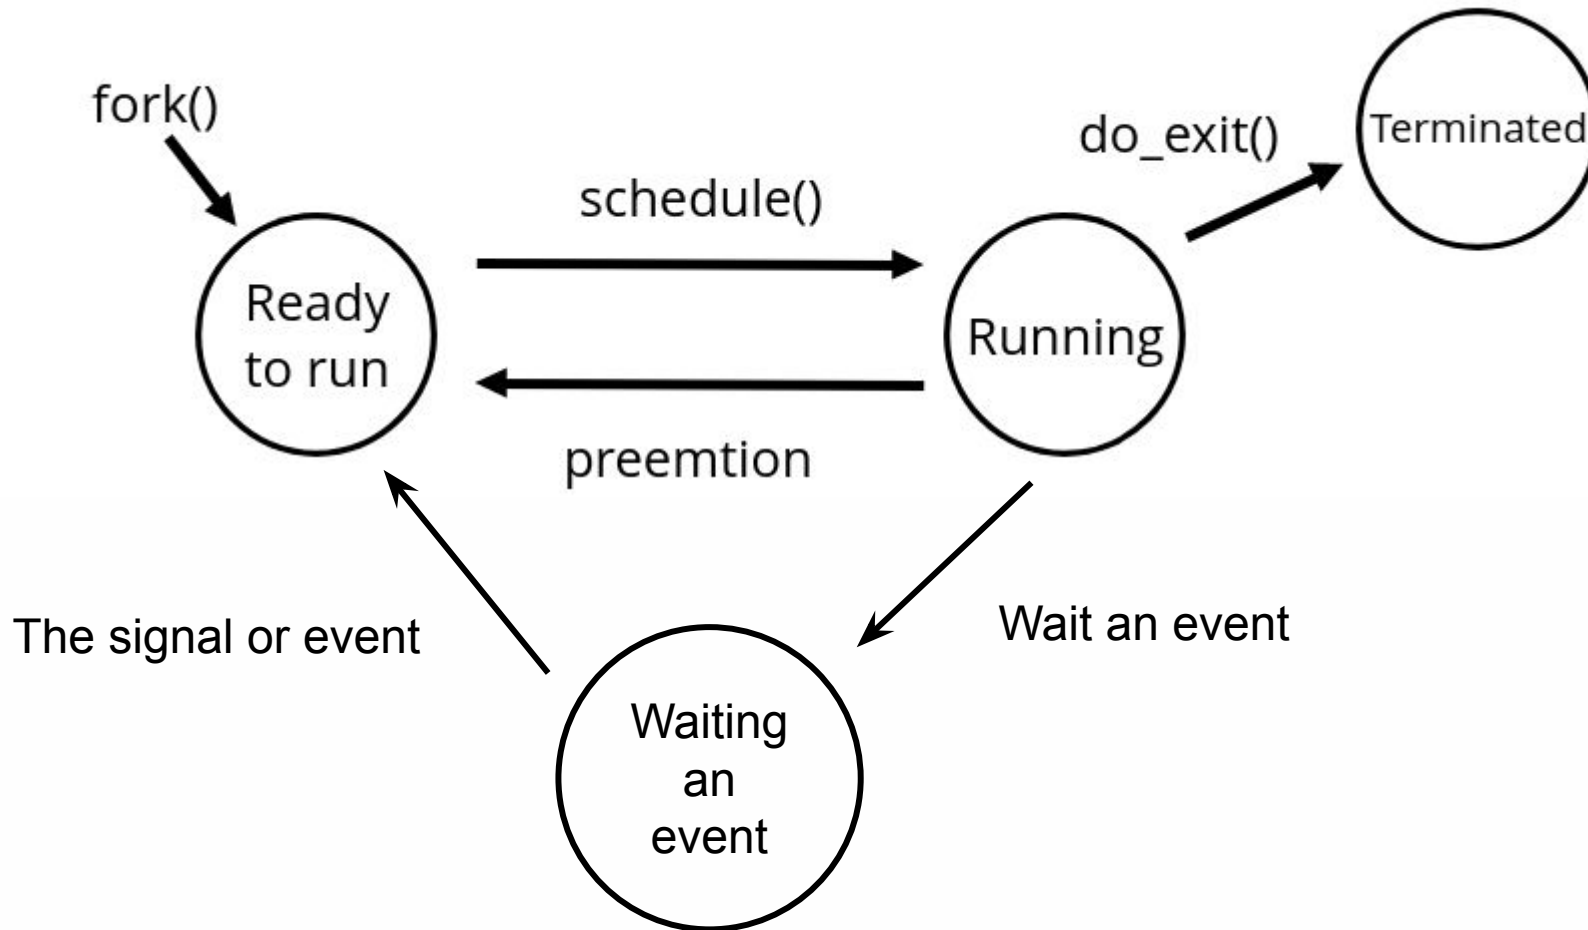 fork()
do_exit()
Terminated
schedule()
Ready
to run
Running
preemtion
The signal or event
Wait an event
Waiting
an
event